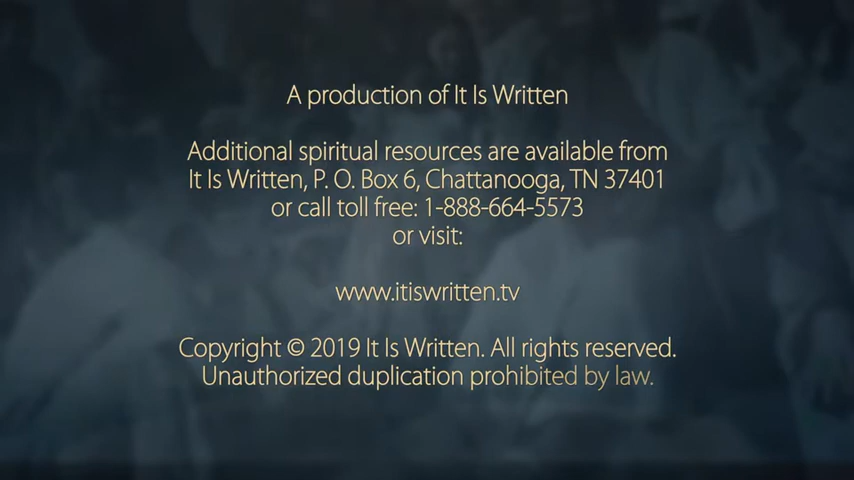 A production of It Is Written
Additional spiritual resources are available from
It Is Written, P. O. Box 6, Chattanooga, TN 37401
or call toll free: 1-888-664-5573
or visit:
www.itiswritten.tv
Copyright © 2019 It Is Written. All rights reserved.
Unauthorized duplication prohibited by law.